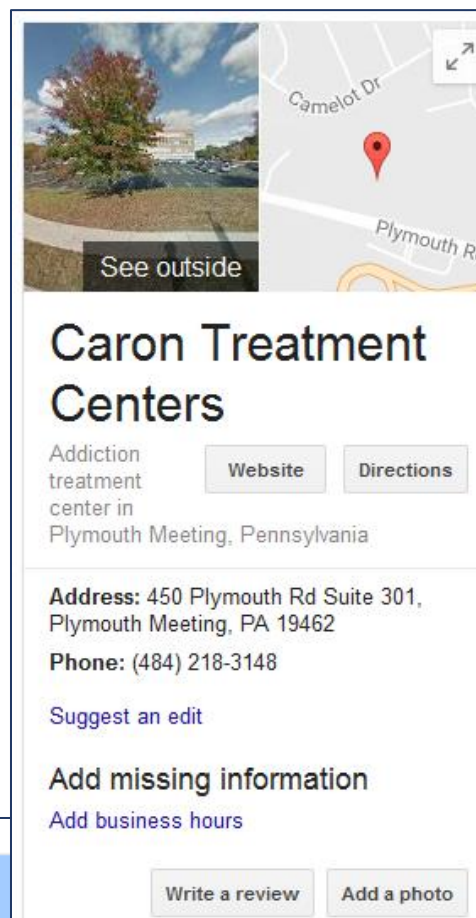 Camelot Dr
Plymouth R
See outside
Caron Treatment
Centers
Addiction
treatment
center in
Plymouth Meeting, Pennsylvania
Website
Directions
Address: 450 Plymouth Rd Suite 301,
Plymouth Meeting, PA 19462
Phone: (484) 218-3148
Suggest an edit
Add missing information
Add business hours
Write a review
Add a photo